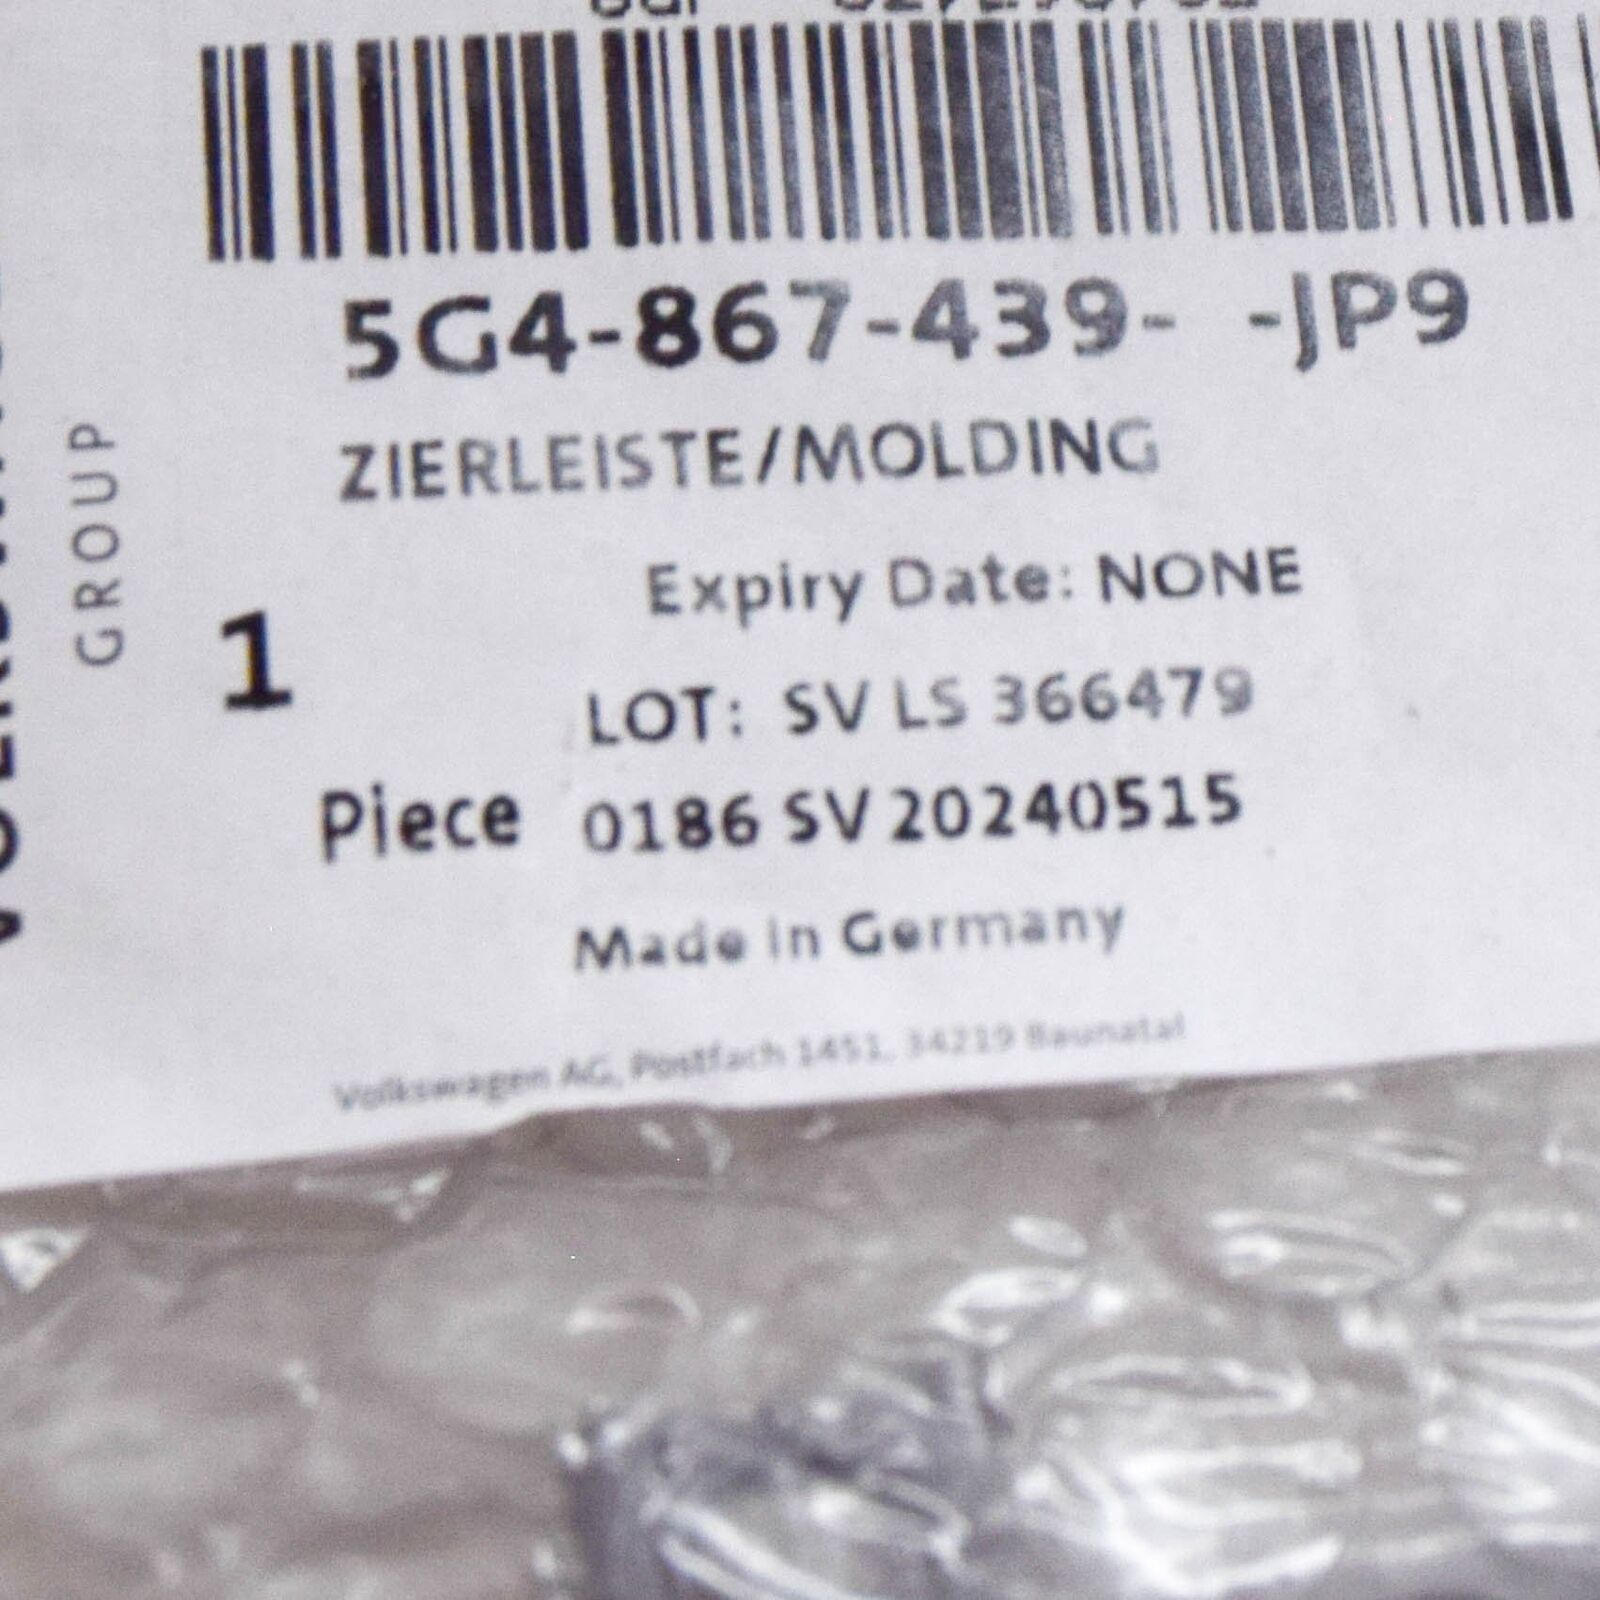 5G4-867-439- -JP9
ZIERLEISTE/MOLDING
GROUP
Expiry Date: NONE
1
LOT: SV LS 366479
Piece 0186 SV 20240515
Made in Germany
Volkswagen AG, Postfach 1451, 34219 Baunatal